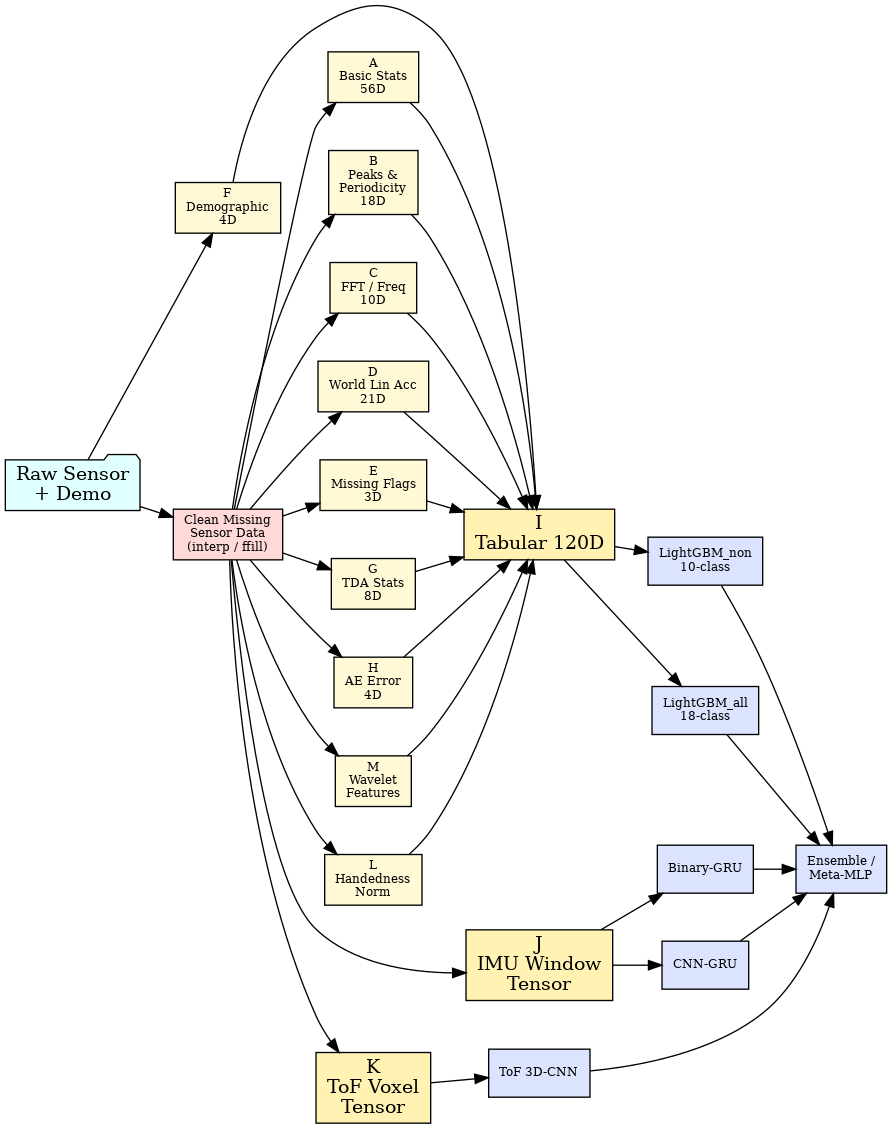 A
Basic Stats
56D
B
Peaks &
Periodicity
18D
F
Demographic
4D
C
FFT / Freq
10D
D
World Lin Acc
21D
Raw Sensor
+ Demo
E
Missing Flags
3D
Clean Missing
Sensor Data
(interp / ffill)
I
Tabular 120D
LightGBM_non
10-class
G
TDA Stats
8D
H
AE Error
4D
LightGBM_all
18-class
M
Wavelet
Features
L
Handedness
Norm
Binary-GRU
Ensemble /
Meta-MLP
J
IMU Window
Tensor
CNN-GRU
K
ToF Voxel
Tensor
ToF 3D-CNN